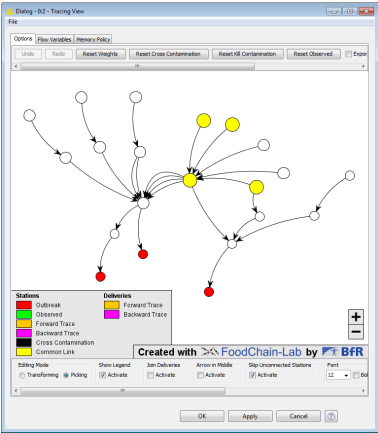 Dialog - 0:2 - Tracing View
File
Options Flow Variables Memory Policy
Undo Redo Reset Weights Reset Cross Contamination Reset Kill Contamination Reset Observed Expor
Stations Deliveries
Outbreak Forward Trace
Observed Backward Trace
Forward Trace
Backward Trace
Cross Contamination
Common Link
+
−
Created with FoodChain-Lab by BfR
Editing Mode Show Legend Join Deliveries Arrow in Middle Skip Unconnected Stations Font
Transforming Picking Activate Activate Activate Activate 12 Bol
OK Apply Cancel ?